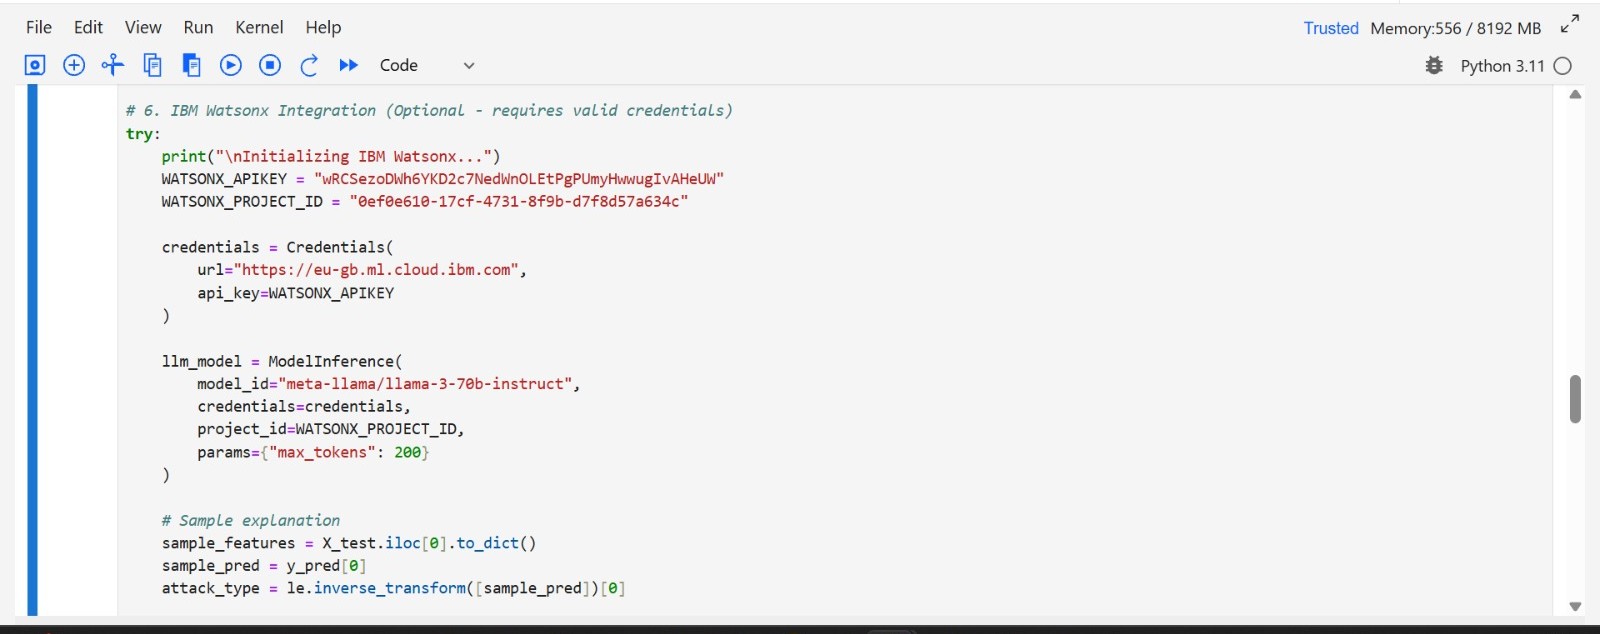 File Edit View Run Kernel Help Trusted Memory:556 / 8192 MB
Code Python 3.11
# 6. IBM Watsonx Integration (Optional - requires valid credentials)
try:
    print("\nInitializing IBM Watsonx...")
    WATSONX_APIKEY = "wRCSezoDWh6YKD2c7NedWnOLEtPgPUmyHwwugIvAHeUW"
    WATSONX_PROJECT_ID = "0ef0e610-17cf-4731-8f9b-d7f8d57a634c"
    credentials = Credentials(
        url="https://eu-gb.ml.cloud.ibm.com",
        api_key=WATSONX_APIKEY
    )
    llm_model = ModelInference(
        model_id="meta-llama/llama-3-70b-instruct",
        credentials=credentials,
        project_id=WATSONX_PROJECT_ID,
        params={"max_tokens": 200}
    )
    # Sample explanation
    sample_features = X_test.iloc[0].to_dict()
    sample_pred = y_pred[0]
    attack_type = le.inverse_transform([sample_pred])[0]